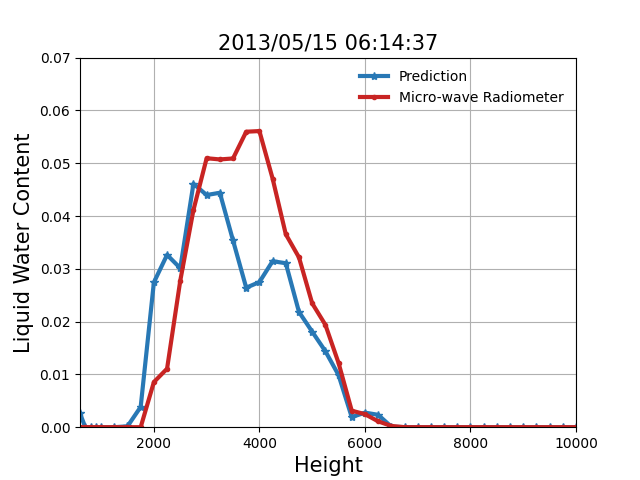 2013/05/15 06:14:37
0.07
0.06
0.05
0.04
0.03
0.02
0.01
0.00
Liquid Water Content
Prediction
Micro-wave Radiometer
2000 4000 6000 8000 10000
Height